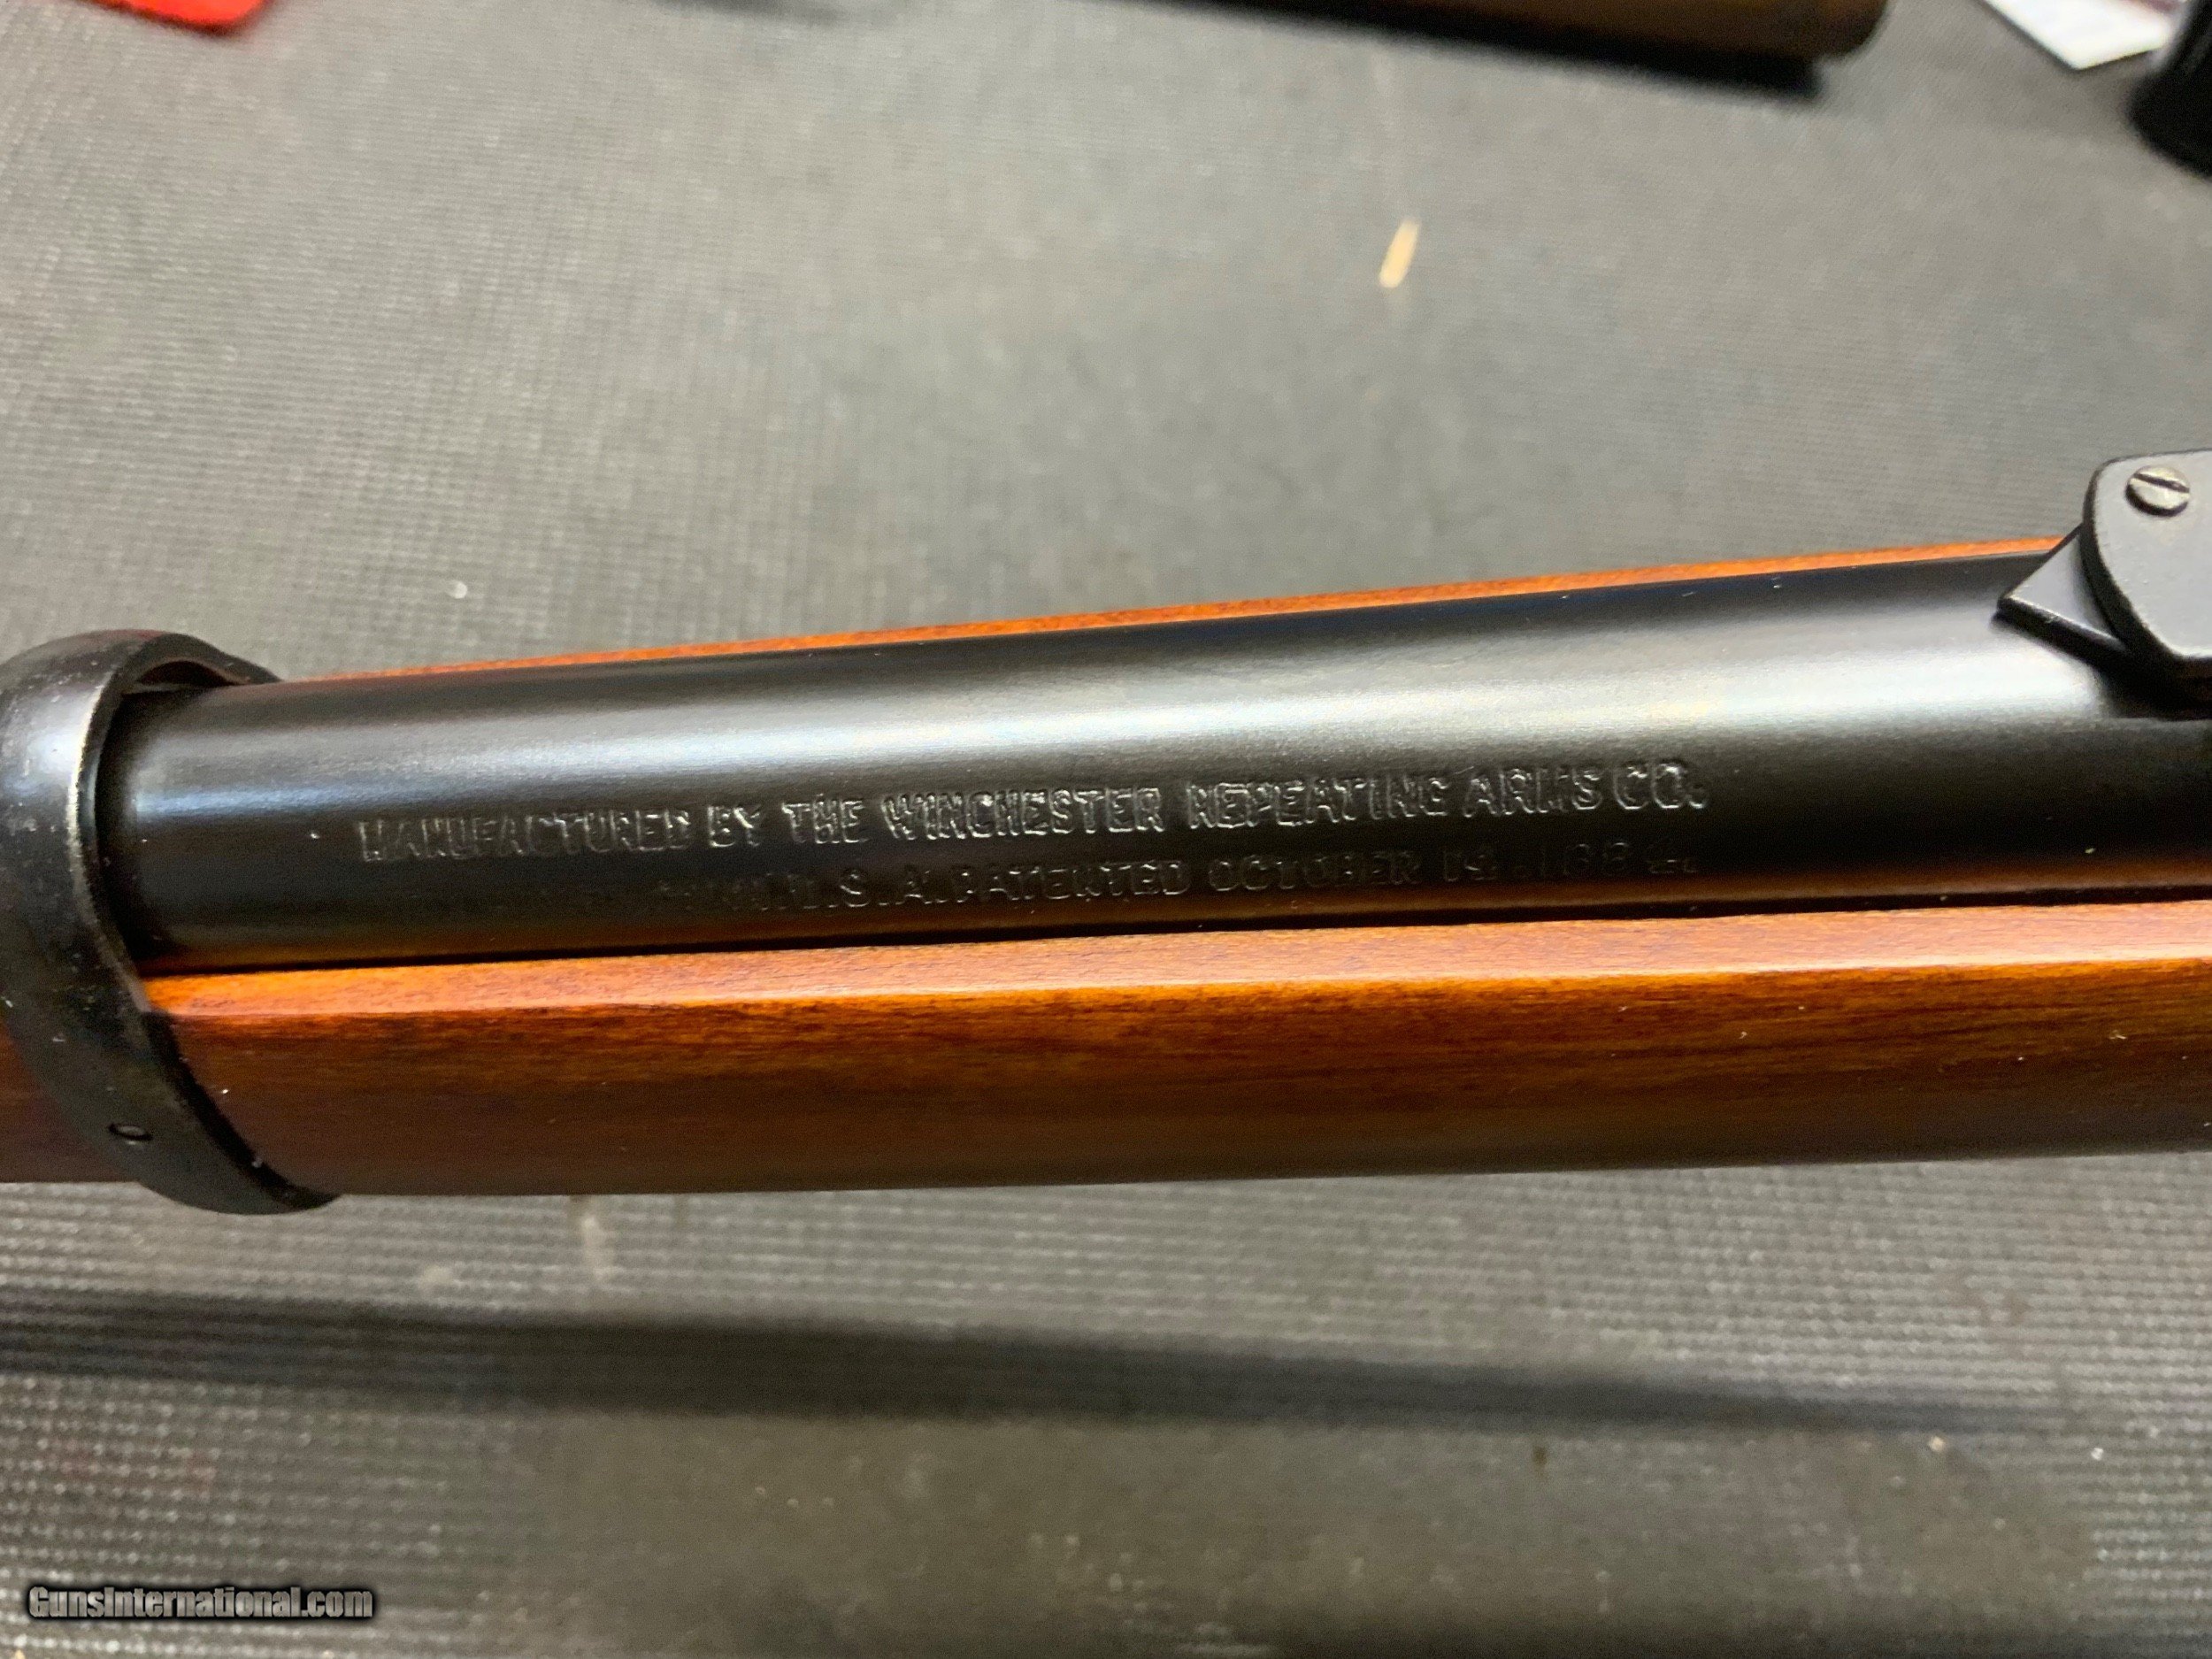 MANUFACTURED BY THE WINCHESTER REPEATING ARMS CO.
U.S.A. PATENTED OCTOBER 14. 1884.
GunsInternational.com